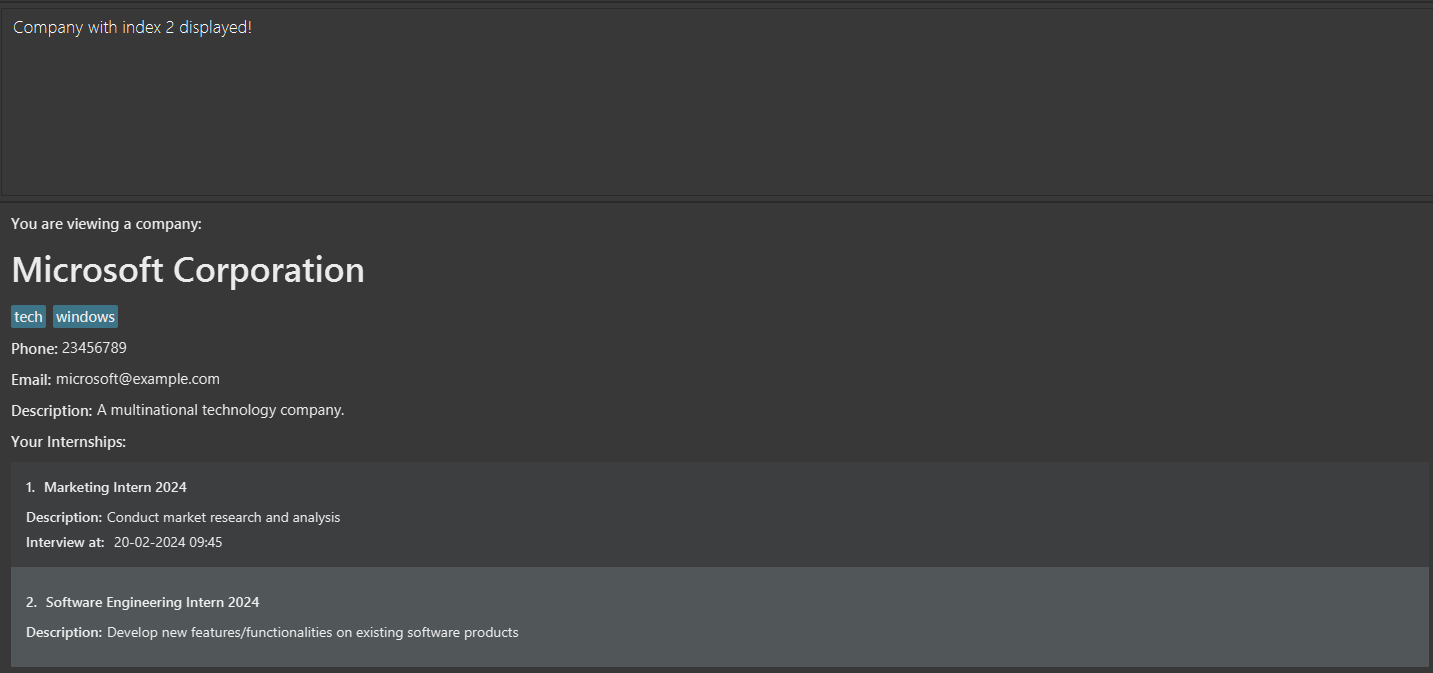 Company with index 2 displayed!
You are viewing a company:
Microsoft Corporation
tech windows
Phone: 23456789
Email: microsoft@example.com
Description: A multinational technology company.
Your Internships:
1. Marketing Intern 2024
Description: Conduct market research and analysis
Interview at: 20-02-2024 09:45
2. Software Engineering Intern 2024
Description: Develop new features/functionalities on existing software products